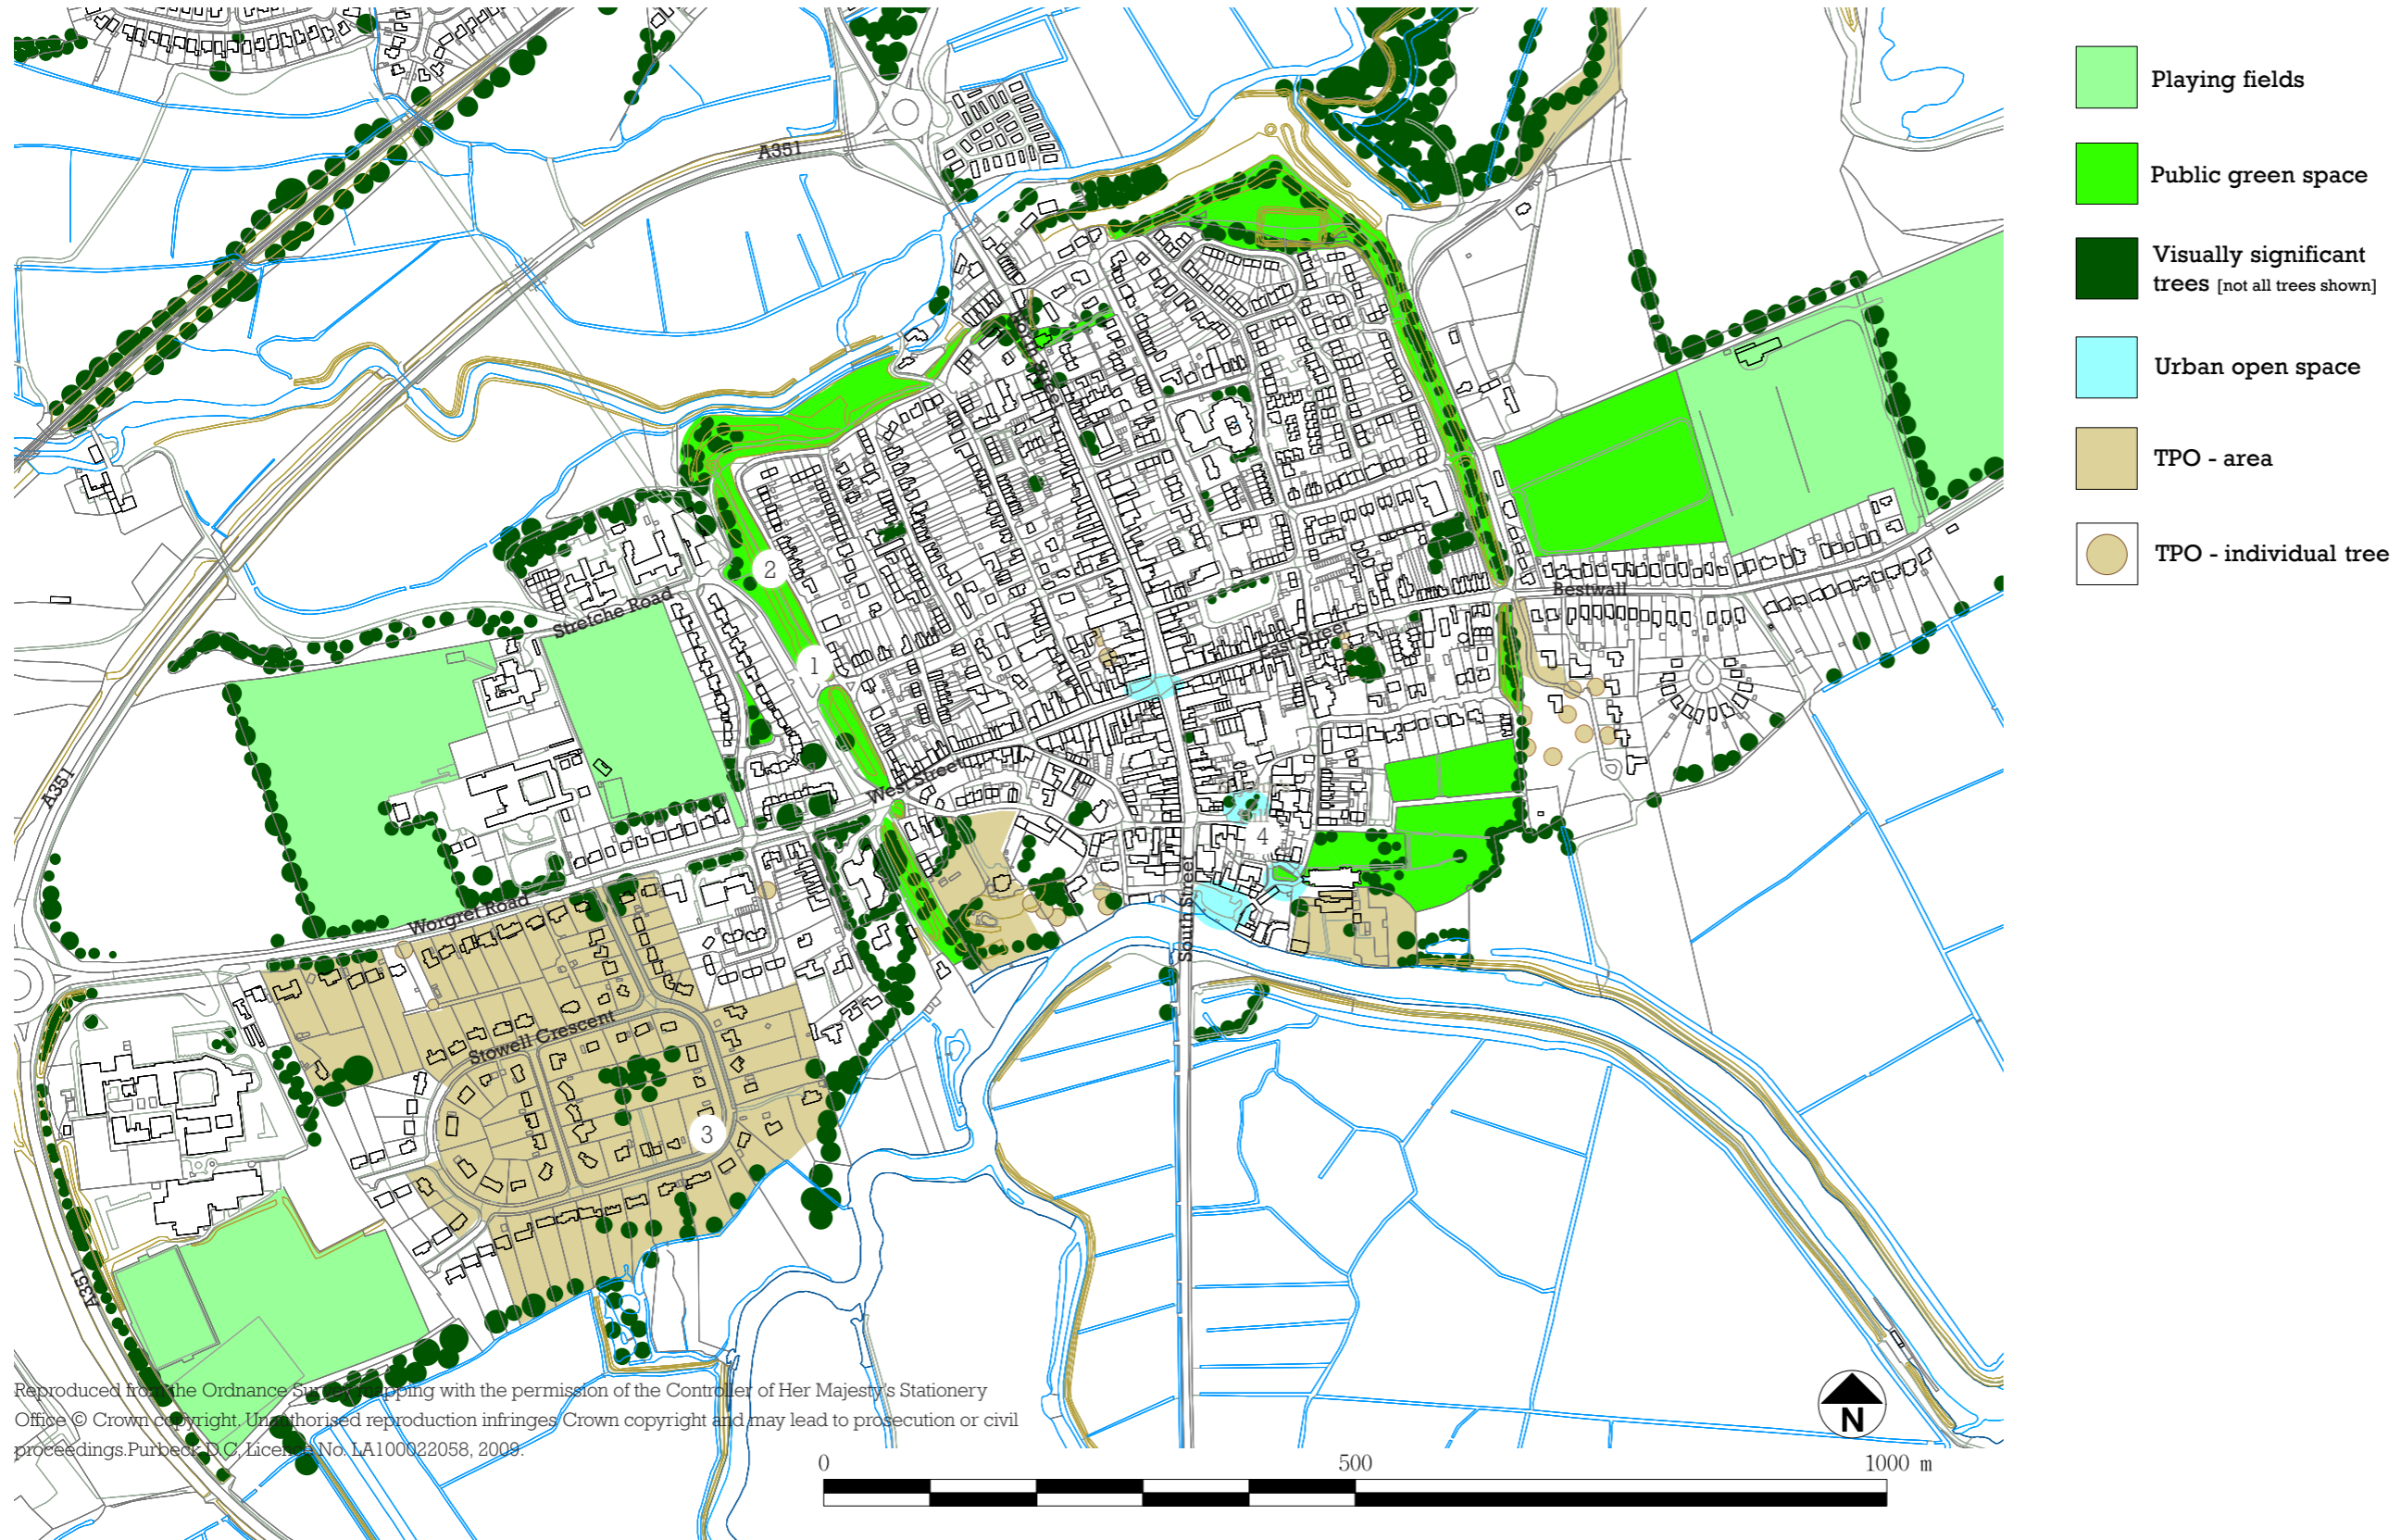 A351
North Street
Stretche Road
Bestwall
East Street
2
1
A351
West Street
4
Worgret Road
South Street
Stowell Crescent
3
A351
Playing fields
Public green space
Visually significant
trees [not all trees shown]
Urban open space
TPO - area
TPO - individual tree
Reproduced from the Ordnance Survey mapping with the permission of the Controller of Her Majesty's Stationery
Office © Crown copyright. Unauthorised reproduction infringes Crown copyright and may lead to prosecution or civil
proceedings.Purbeck D.C, Licence No. LA100022058, 2009.
N
0 500 1000 m